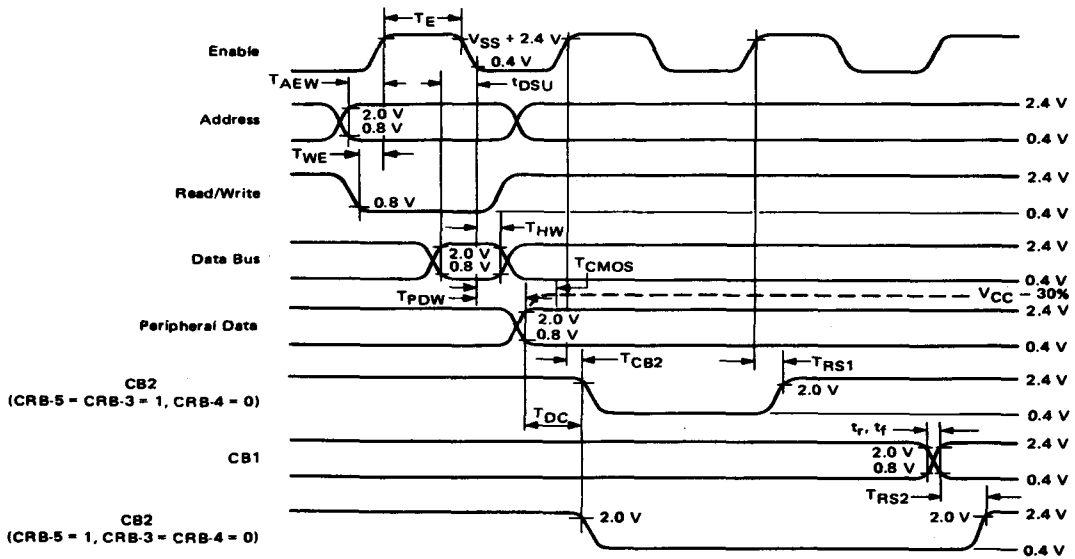 T_E
Enable
V_SS + 2.4 V
0.4 V
T_AEW
t_DSU
Address
2.0 V
0.8 V
2.4 V
0.4 V
T_WE
Read/Write
0.8 V
2.4 V
0.4 V
T_HW
Data Bus
2.0 V
0.8 V
2.4 V
0.4 V
T_CMOS
T_PDW
V_CC – 30%
Peripheral Data
2.0 V
0.8 V
2.4 V
0.4 V
T_CB2
T_RS1
CB2
(CRB-5 = CRB-3 = 1, CRB-4 = 0)
2.0 V
2.4 V
0.4 V
T_DC
t_r, t_f
CB1
2.0 V
0.8 V
2.4 V
0.4 V
T_RS2
CB2
(CRB-5 = 1, CRB-3 = CRB-4 = 0)
2.0 V
2.0 V
2.4 V
0.4 V